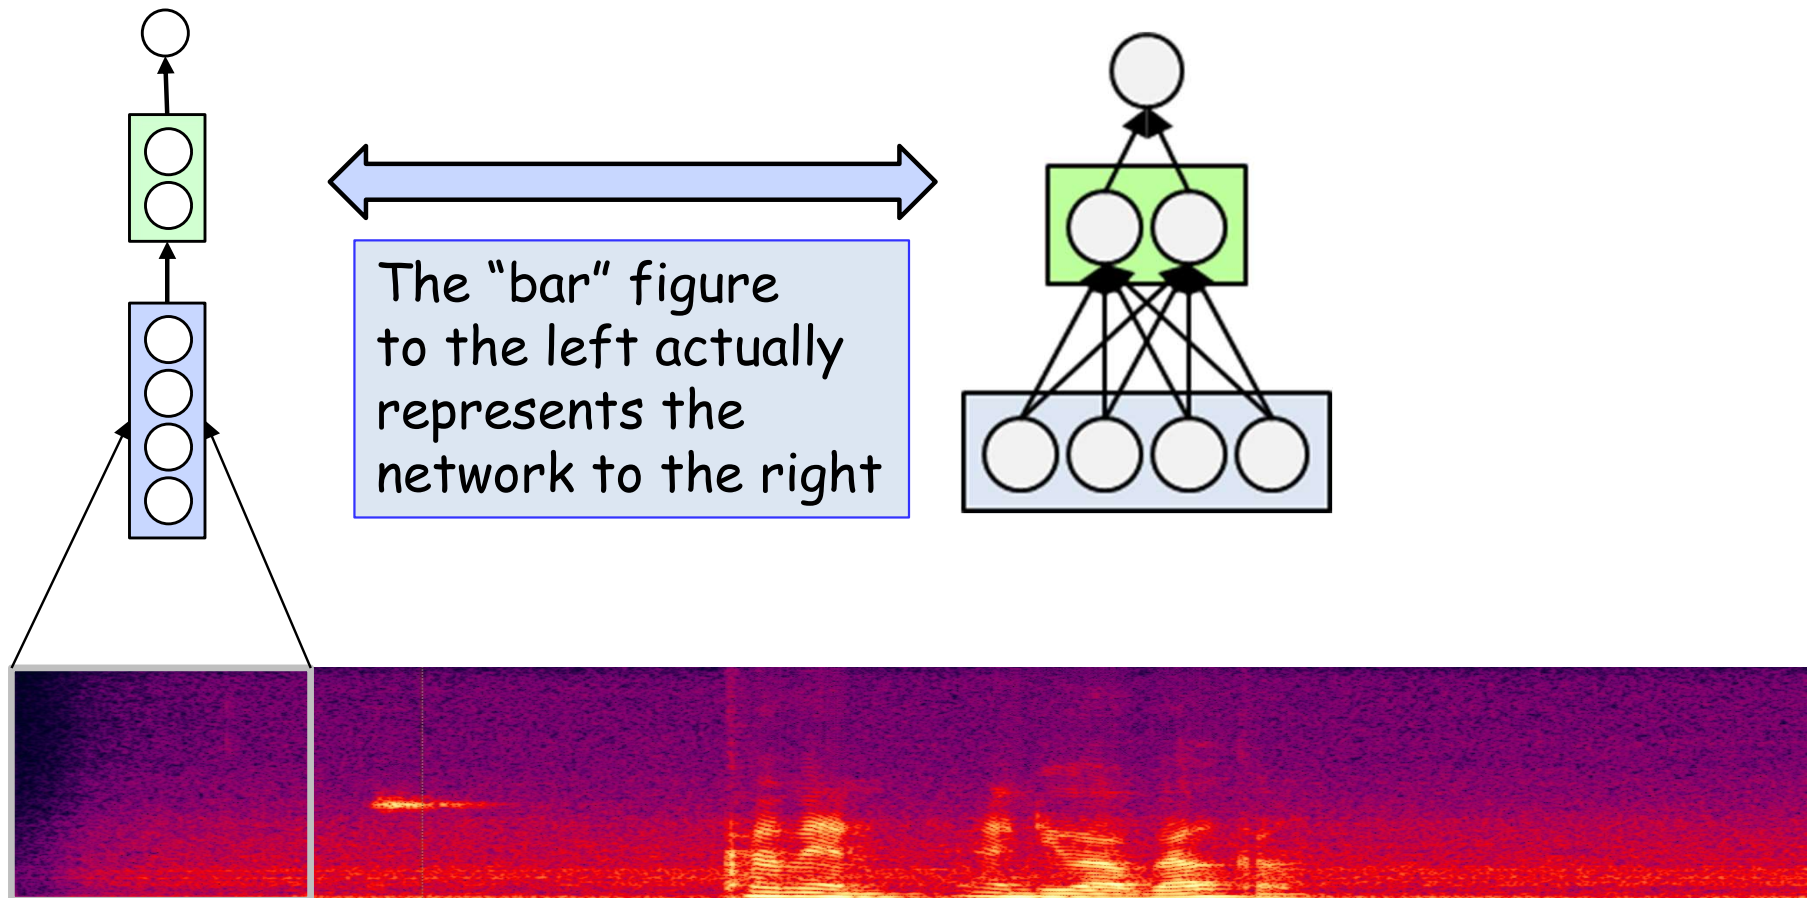 The “bar” figure
to the left actually
represents the
network to the right